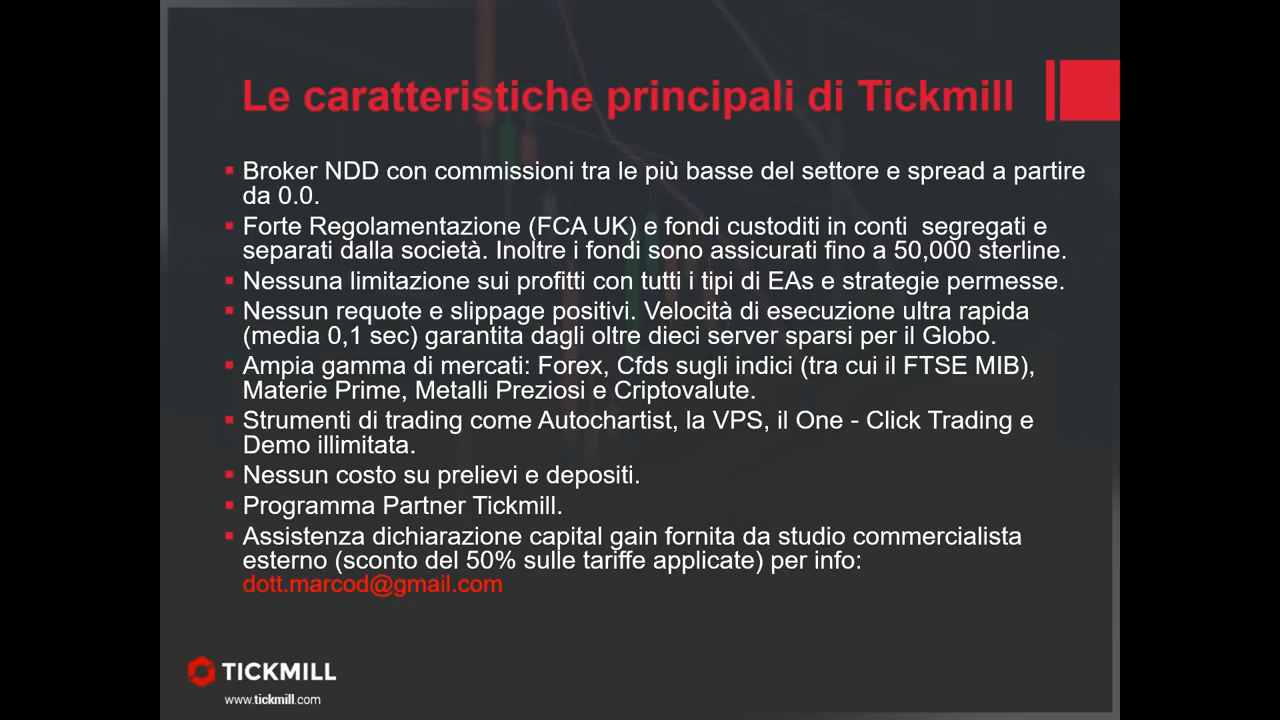 Le caratteristiche principali di Tickmill
Broker NDD con commissioni tra le più basse del settore e spread a partire
da 0.0.
Forte Regolamentazione (FCA UK) e fondi custoditi in conti  segregati e
separati dalla società. Inoltre i fondi sono assicurati fino a 50,000 sterline.
Nessuna limitazione sui profitti con tutti i tipi di EAs e strategie permesse.
Nessun requote e slippage positivi. Velocità di esecuzione ultra rapida
(media 0,1 sec) garantita dagli oltre dieci server sparsi per il Globo.
Ampia gamma di mercati: Forex, Cfds sugli indici (tra cui il FTSE MIB),
Materie Prime, Metalli Preziosi e Criptovalute.
Strumenti di trading come Autochartist, la VPS, il One - Click Trading e
Demo illimitata.
Nessun costo su prelievi e depositi.
Programma Partner Tickmill.
Assistenza dichiarazione capital gain fornita da studio commercialista
esterno (sconto del 50% sulle tariffe applicate) per info:
dott.marcod@gmail.com
TICKMILL
www.tickmill.com